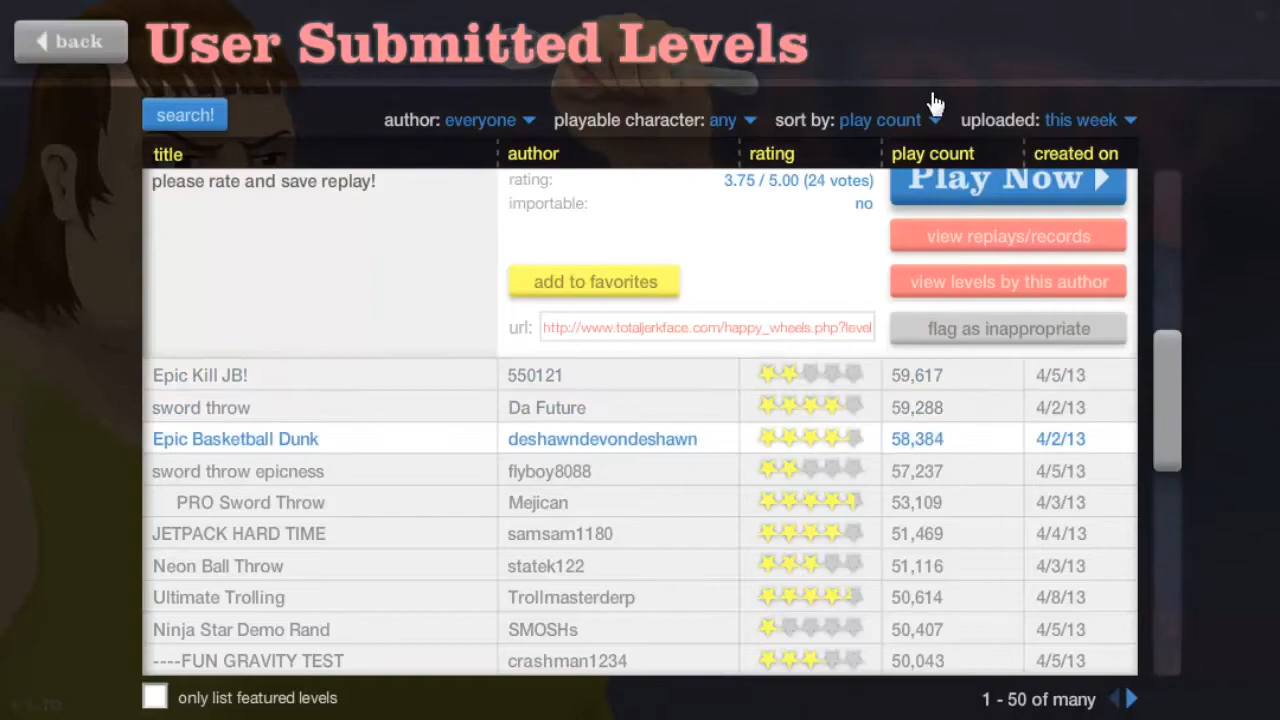 back
User Submitted Levels
search!
author: everyone playable character: any sort by: play count uploaded: this week
title author rating play count created on
please rate and save replay! rating: 3.75 / 5.00 (24 votes) Play Now
importable: no
view replays/records
add to favorites view levels by this author
url: http://www.totaljerkface.com/happy_wheels.php?level flag as inappropriate
Epic Kill JB! 550121 59,617 4/5/13
sword throw Da Future 59,288 4/2/13
Epic Basketball Dunk deshawndevondeshawn 58,384 4/2/13
sword throw epicness flyboy8088 57,237 4/5/13
PRO Sword Throw Mejican 53,109 4/3/13
JETPACK HARD TIME samsam1180 51,469 4/4/13
Neon Ball Throw statek122 51,116 4/3/13
Ultimate Trolling Trollmasterderp 50,614 4/8/13
Ninja Star Demo Rand SMOSHs 50,407 4/5/13
----FUN GRAVITY TEST crashman1234 50,043 4/5/13
only list featured levels 1 - 50 of many